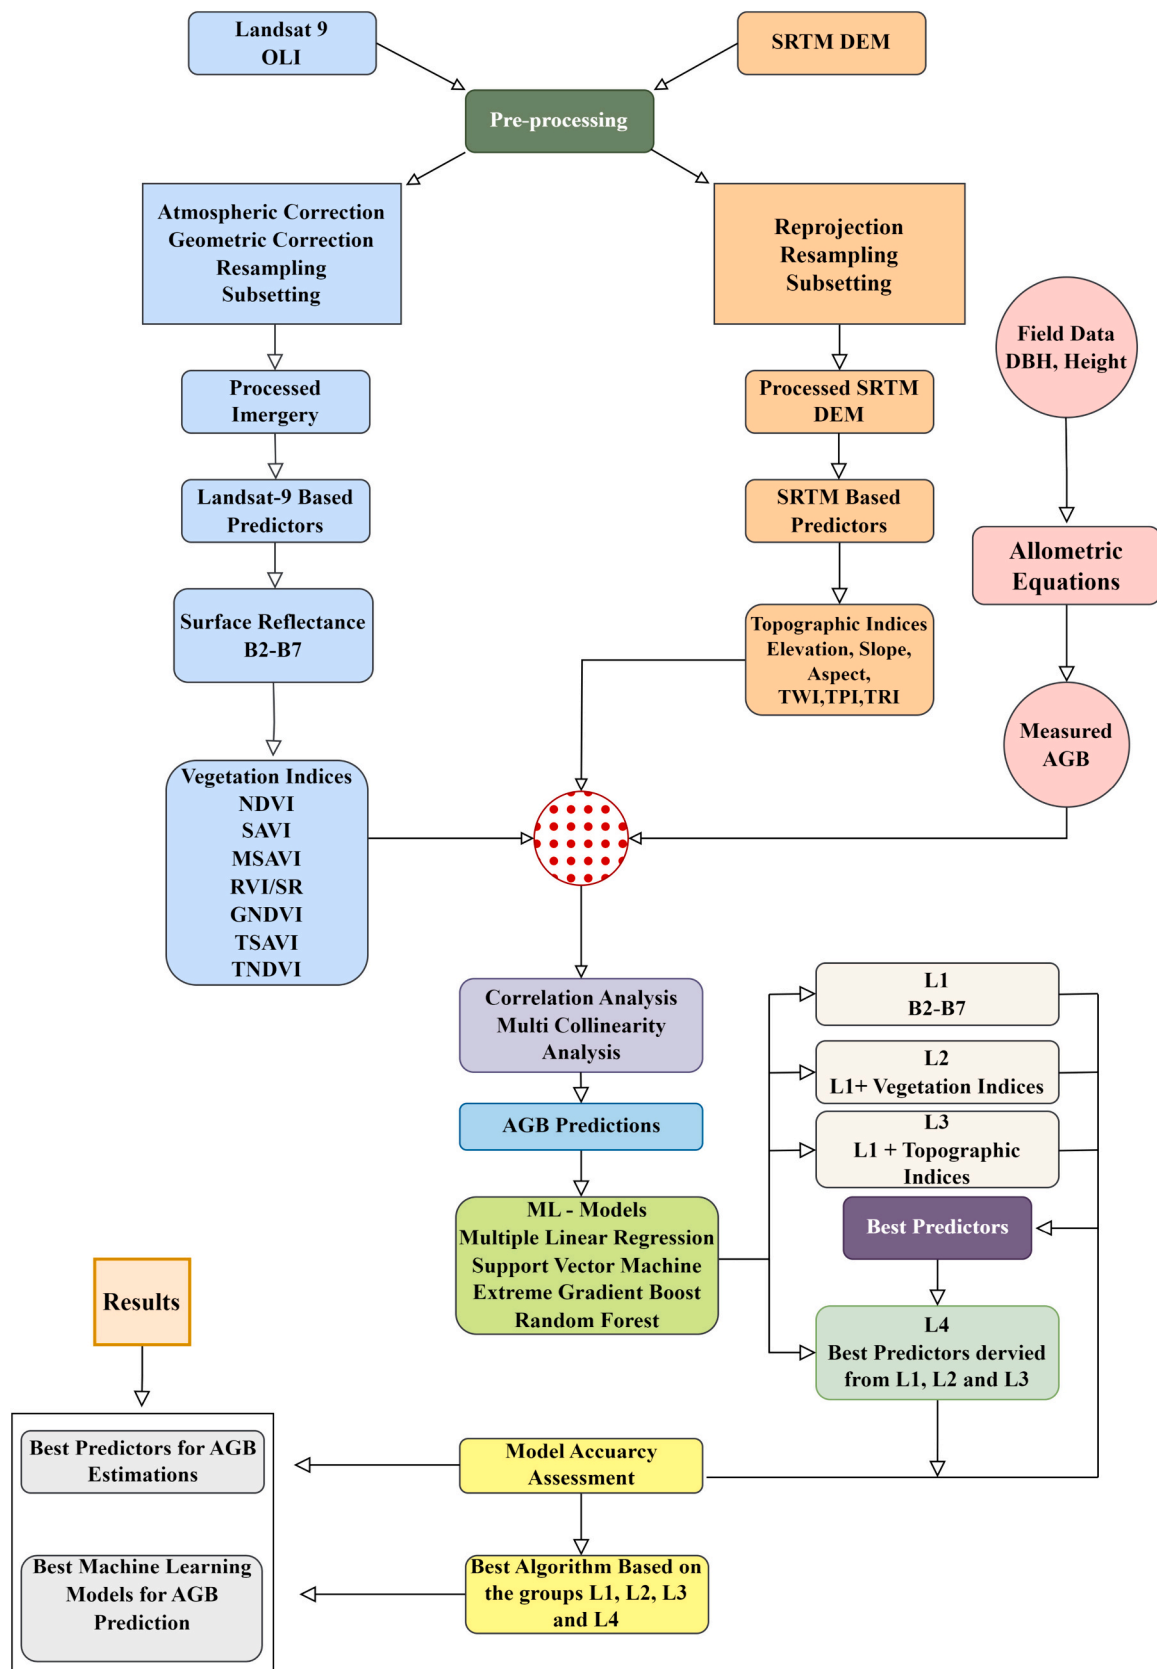 Landsat 9
OLI
SRTM DEM
Pre-processing
Atmospheric Correction
Geometric Correction
Resampling
Subsetting
Reprojection
Resampling
Subsetting
Field Data
DBH, Height
Processed
Imergery
Processed SRTM
DEM
Landsat-9 Based
Predictors
SRTM Based
Predictors
Allometric
Equations
Surface Reflectance
B2-B7
Topographic Indices
Elevation, Slope,
Aspect,
TWI,TPI,TRI
Measured
AGB
Vegetation Indices
NDVI
SAVI
MSAVI
RVI/SR
GNDVI
TSAVI
TNDVI
Correlation Analysis
Multi Collinearity
Analysis
L1
B2-B7
L2
L1+ Vegetation Indices
AGB Predictions
L3
L1 + Topographic
Indices
ML - Models
Multiple Linear Regression
Support Vector Machine
Extreme Gradient Boost
Random Forest
Best Predictors
Results
L4
Best Predictors dervied
from L1, L2 and L3
Best Predictors for AGB
Estimations
Model Accuarcy
Assessment
Best Machine Learning
Models for AGB
Prediction
Best Algorithm Based on
the groups L1, L2, L3
and L4